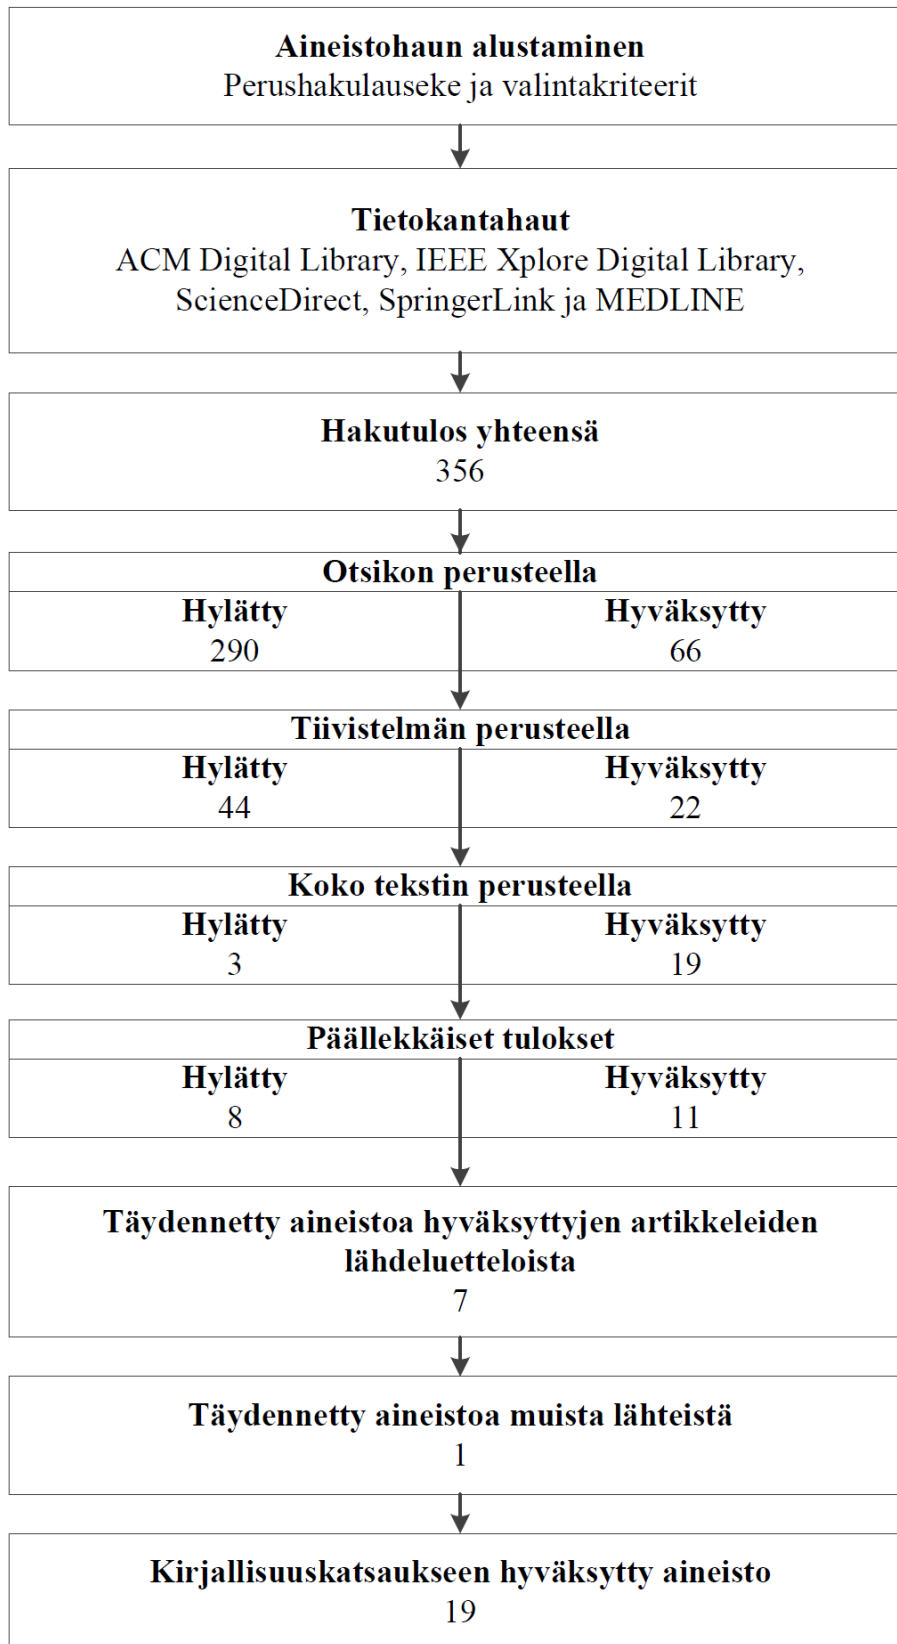 Aineistohaun alustaminen
Perushakulauseke ja valintakriteerit
Tietokantahaut
ACM Digital Library, IEEE Xplore Digital Library,
ScienceDirect, SpringerLink ja MEDLINE
Hakutulos yhteensä
356
Otsikon perusteella
Hylätty Hyväksytty
290 66
Tiivistelmän perusteella
Hylätty Hyväksytty
44 22
Koko tekstin perusteella
Hylätty Hyväksytty
3 19
Päällekkäiset tulokset
Hylätty Hyväksytty
8 11
Täydennetty aineistoa hyväksyttyjen artikkeleiden
lähdeluetteloista
7
Täydennetty aineistoa muista lähteistä
1
Kirjallisuuskatsaukseen hyväksytty aineisto
19